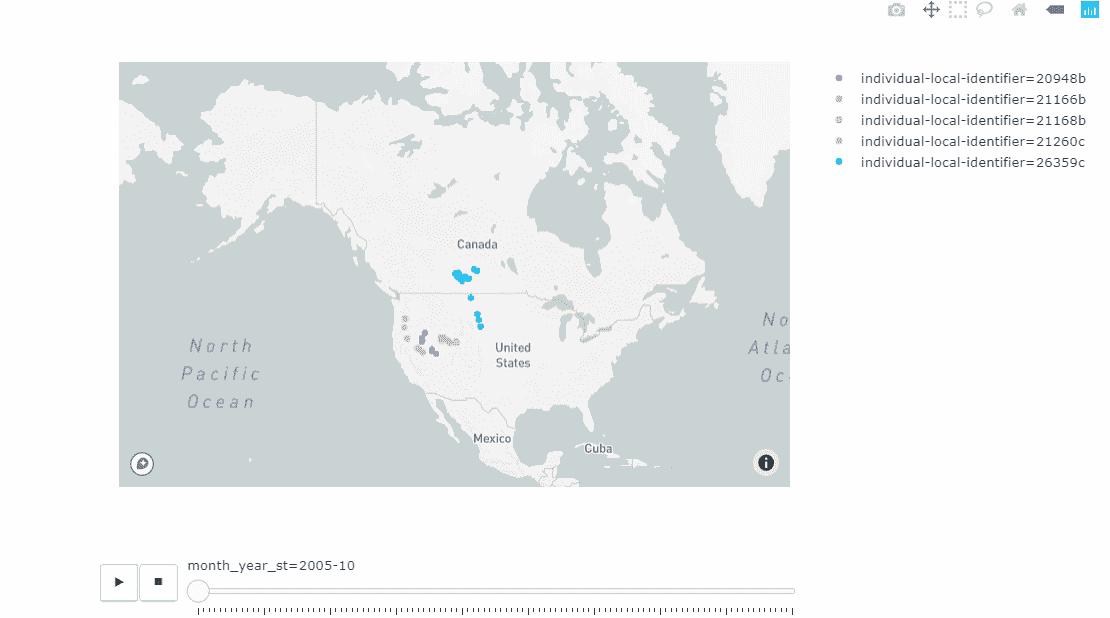 individual-local-identifier=20948b
individual-local-identifier=21166b
individual-local-identifier=21168b
individual-local-identifier=21260c
individual-local-identifier=26359c
Canada
United
States
Mexico
Cuba
North
Pacific
Ocean
No
Atla
Oc
month_year_st=2005-10